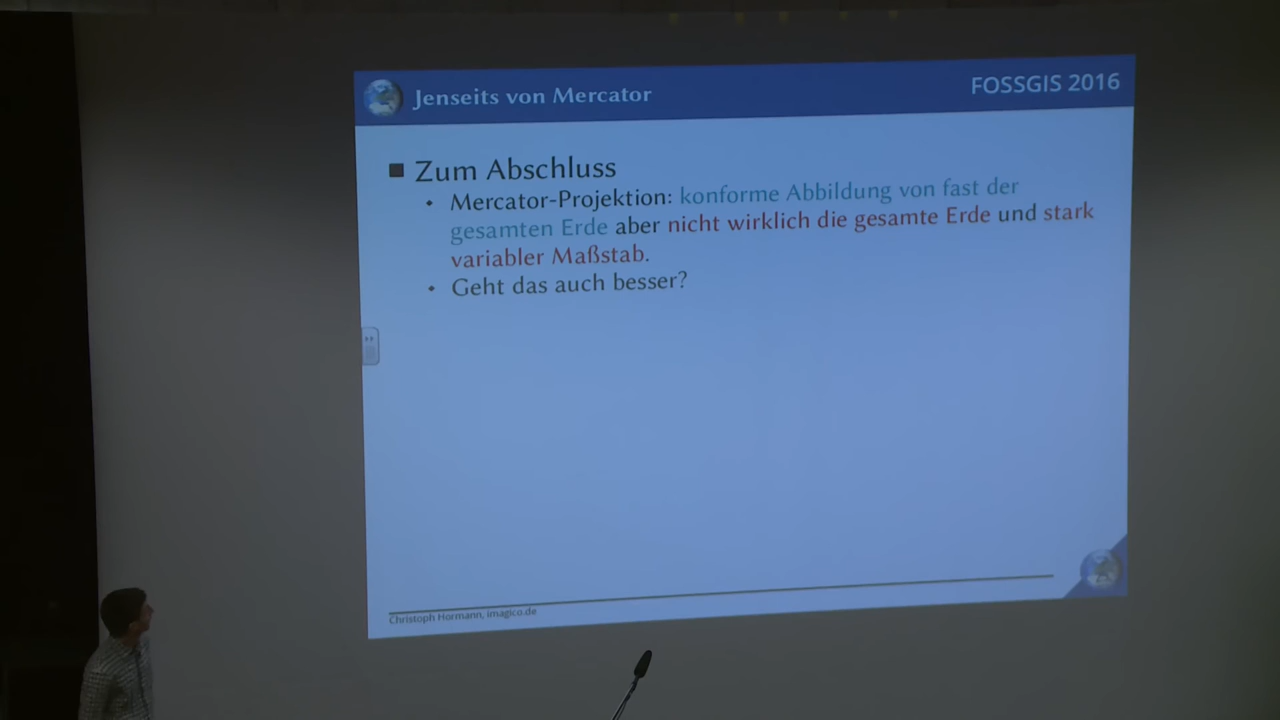 Jenseits von Mercator
FOSSGIS 2016
Zum Abschluss
Mercator-Projektion: konforme Abbildung von fast der
gesamten Erde aber nicht wirklich die gesamte Erde und stark
variabler Maßstab.
Geht das auch besser?
Christoph Hormann, imagico.de